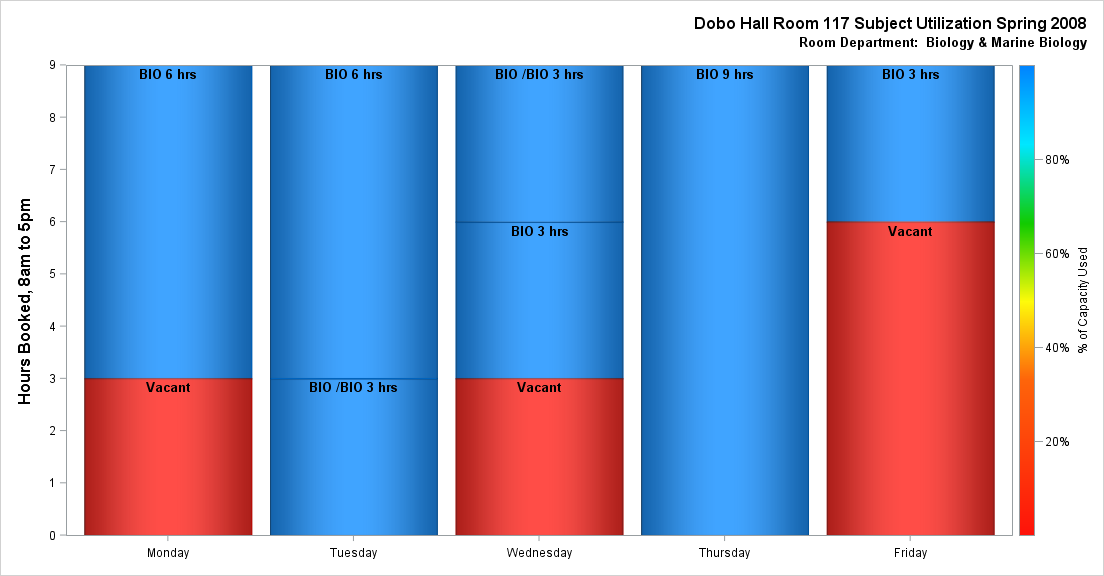 Dobo Hall Room 117 Subject Utilization Spring 2008
Room Department:  Biology & Marine Biology
Hours Booked, 8am to 5pm
9
8
7
6
5
4
3
2
1
0
BIO 6 hrs
Vacant
BIO 6 hrs
BIO /BIO 3 hrs
BIO /BIO 3 hrs
BIO 3 hrs
Vacant
BIO 9 hrs
BIO 3 hrs
Vacant
Monday
Tuesday
Wednesday
Thursday
Friday
80%
60%
40%
20%
% of Capacity Used